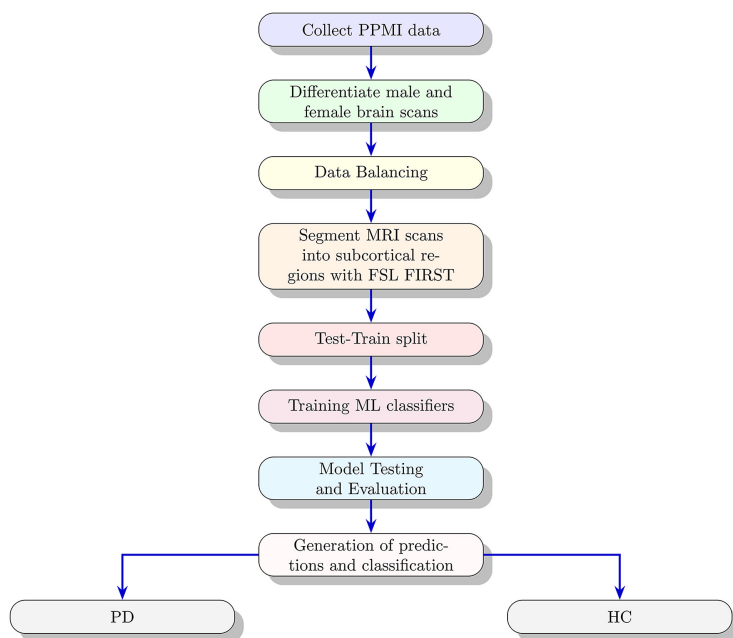 Collect PPMI data
Differentiate male and
female brain scans
Data Balancing
Segment MRI scans
into subcortical re-
gions with FSL FIRST
Test-Train split
Training ML classifiers
Model Testing
and Evaluation
Generation of predic-
tions and classification
PD
HC